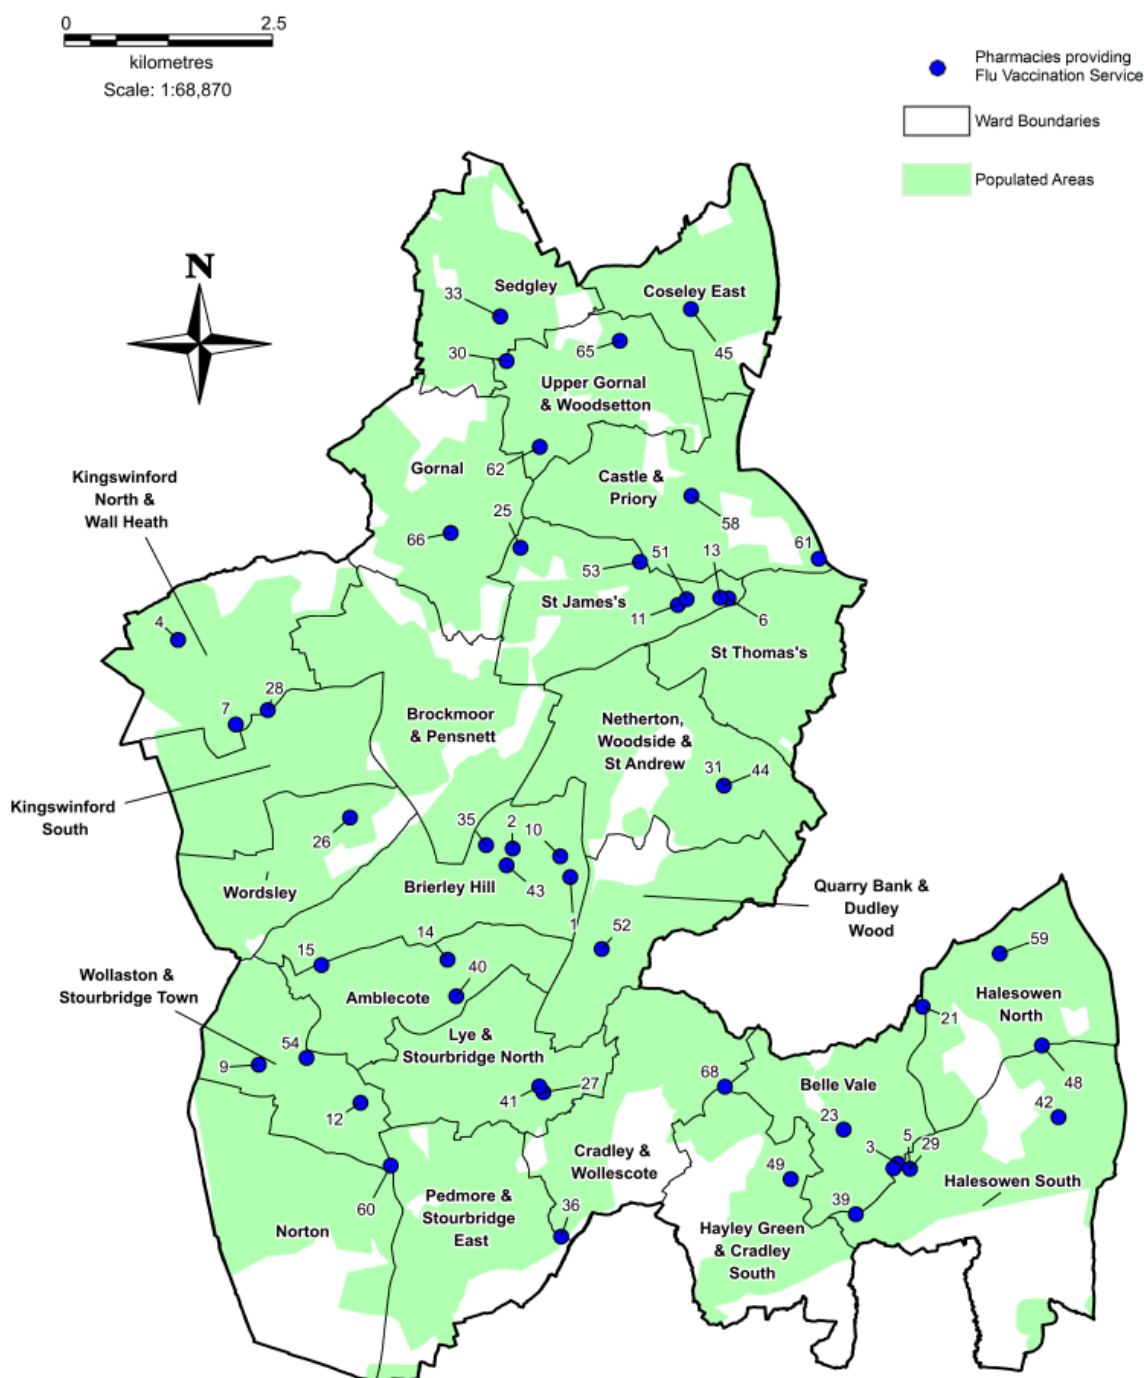 0 2.5
kilometres
Scale: 1:68,870
Pharmacies providing
Flu Vaccination Service
Ward Boundaries
Populated Areas
N
Sedgley
33
Coseley East
30
65
45
Upper Gornal
& Woodsetton
Gornal
62
Castle &
Priory
Kingswinford
North &
Wall Heath
25
58
66
51
13
61
53
St James's
11
6
4
St Thomas's
28
7
Brockmoor
& Pensnett
Netherton,
Woodside &
St Andrew
31
44
Kingswinford
South
35
2
10
26
43
Brierley Hill
Wordsley
1
Quarry Bank &
Dudley
Wood
52
14
15
59
Wollaston &
Stourbridge Town
40
Amblecote
Halesowen
North
21
Lye &
Stourbridge North
54
9
68
Belle Vale
48
27
41
42
12
23
Cradley &
Wollescote
3
5
29
49
Halesowen South
Pedmore &
Stourbridge
East
60
36
39
Norton
Hayley Green
& Cradley
South